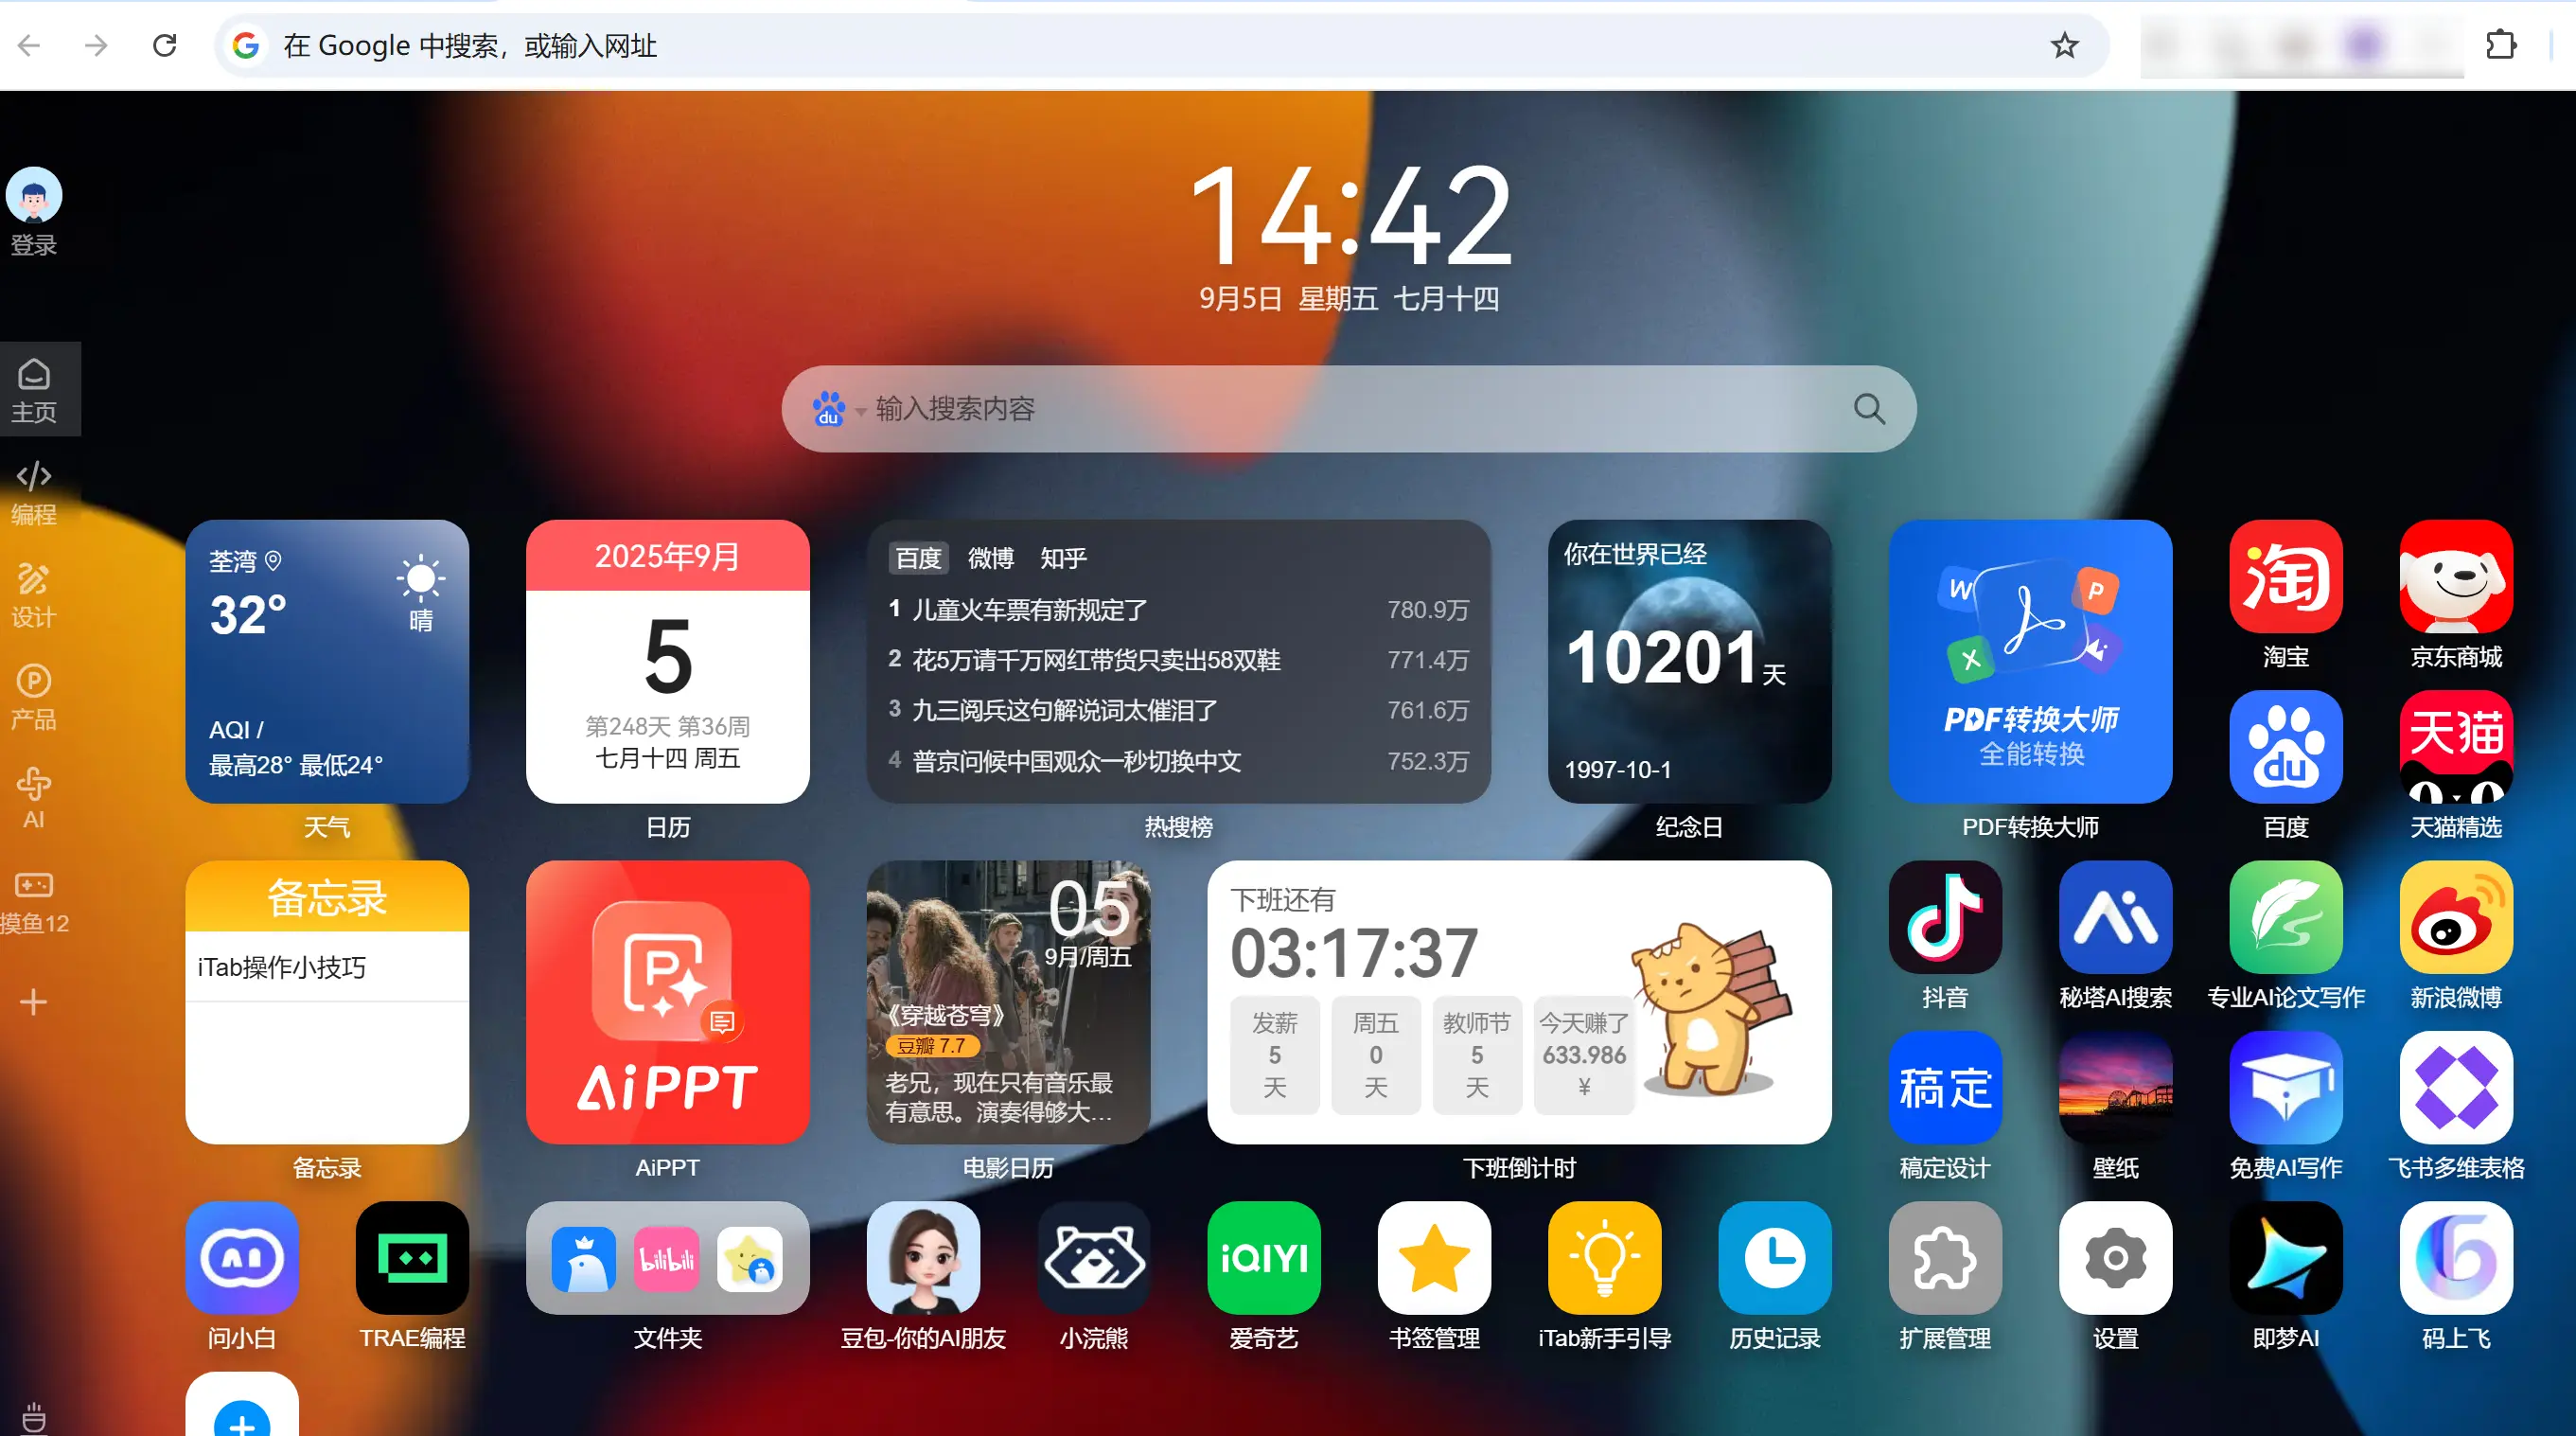 在 Google 中搜索，或输入网址
登录
14:42
9月5日 星期五 七月十四
du
输入搜索内容
主页
编程
设计
产品
AI
摸鱼12
荃湾
32°
晴
AQI /
最高28° 最低24°
天气
2025年9月
5
第248天 第36周
七月十四 周五
日历
百度 微博 知乎
1 儿童火车票有新规定了 780.9万
2 花5万请千万网红带货只卖出58双鞋 771.4万
3 九三阅兵这句解说词太催泪了 761.6万
4 普京问候中国观众一秒切换中文 752.3万
热搜榜
你在世界已经
10201天
1997-10-1
纪念日
W
P
X
PDF转换大师
全能转换
PDF转换大师
淘
淘宝
京东商城
du
百度
天猫
天猫精选
备忘录
iTab操作小技巧
备忘录
P
AiPPT
AiPPT
05
9月/周五
《穿越苍穹》
豆瓣 7.7
老兄，现在只有音乐最
有意思。演奏得够大...
电影日历
下班还有
03:17:37
发薪
5
天
周五
0
天
教师节
5
天
今天赚了
633.986
¥
下班倒计时
抖音
秘塔AI搜索
专业AI论文写作
新浪微博
稿定
稿定设计
壁纸
免费AI写作
飞书多维表格
AI
问小白
TRAE编程
bilibili
文件夹
豆包-你的AI朋友
小浣熊
iQIYI
爱奇艺
书签管理
iTab新手引导
历史记录
扩展管理
设置
即梦AI
码上飞